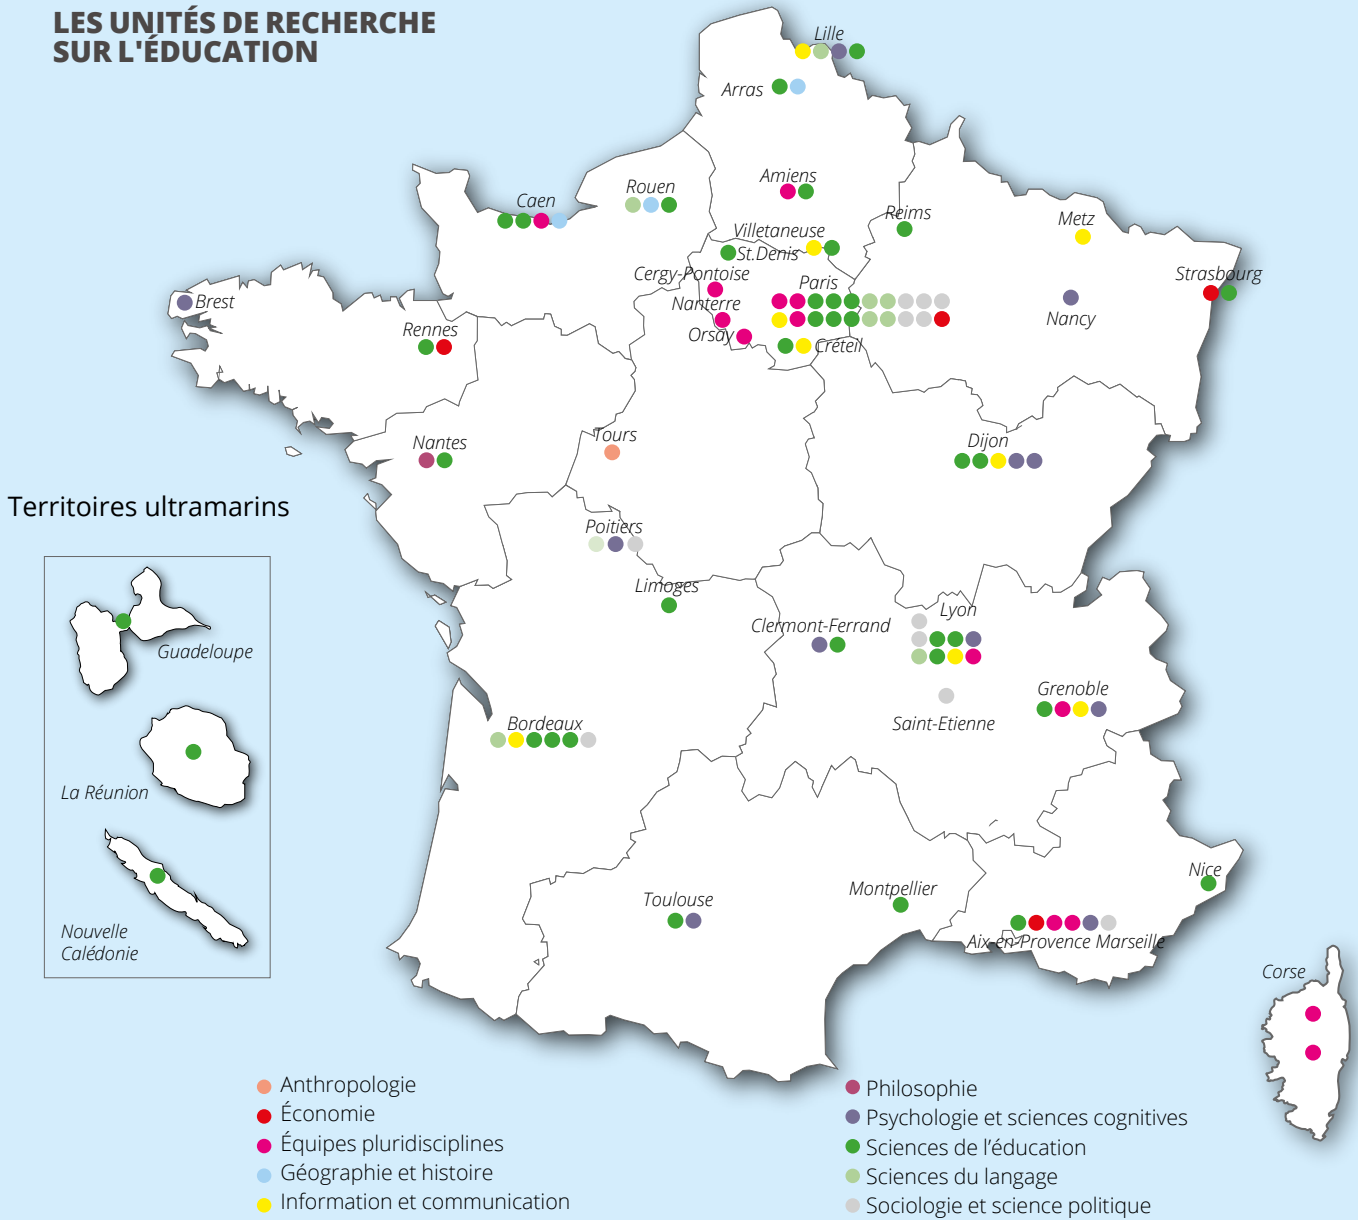 LES UNITÉS DE RECHERCHE
SUR L'ÉDUCATION
Lille
Arras
Amiens
Rouen
Caen
Reims
Metz
Villetaneuse
St.Denis
Cergy-Pontoise
Paris
Strasbourg
Brest
Nanterre
Nancy
Rennes
Orsay
Créteil
Nantes
Tours
Dijon
Territoires ultramarins
Poitiers
Limoges
Lyon
Clermont-Ferrand
Guadeloupe
Grenoble
Saint-Etienne
Bordeaux
La Réunion
Nice
Montpellier
Toulouse
Nouvelle
Calédonie
Aix-en-Provence Marseille
Corse
Anthropologie
Économie
Équipes pluridisciplines
Géographie et histoire
Information et communication
Philosophie
Psychologie et sciences cognitives
Sciences de l’éducation
Sciences du langage
Sociologie et science politique